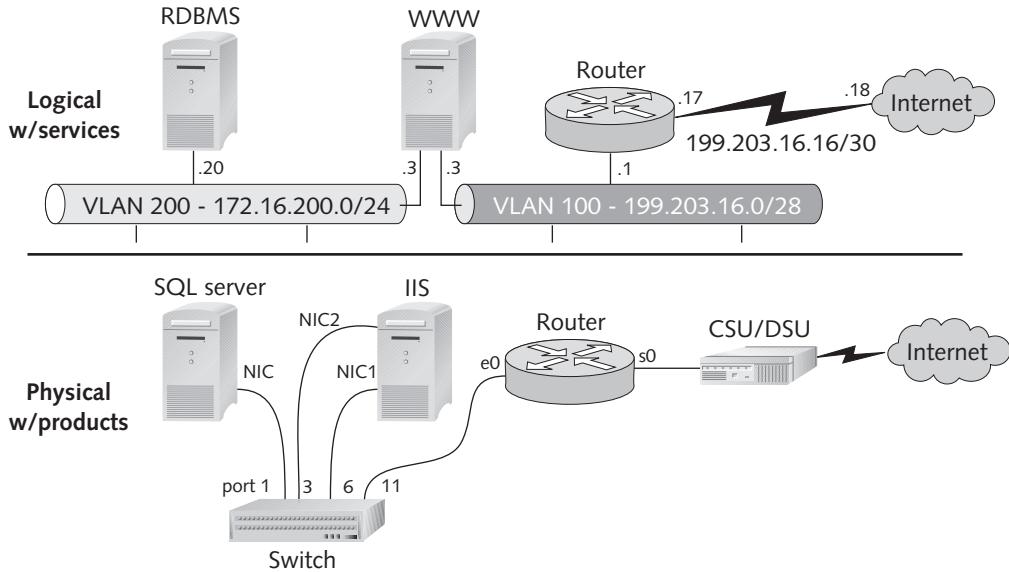 RDBMS
WWW
Logical
w/services
Router
.17
.18
Internet
199.203.16.16/30
.20
.3
.3
.1
VLAN 200 - 172.16.200.0/24
VLAN 100 - 199.203.16.0/28
SQL server
IIS
NIC2
Router
CSU/DSU
Internet
NIC
NIC1
e0
s0
Physical
w/products
port 1
3
6
11
Switch